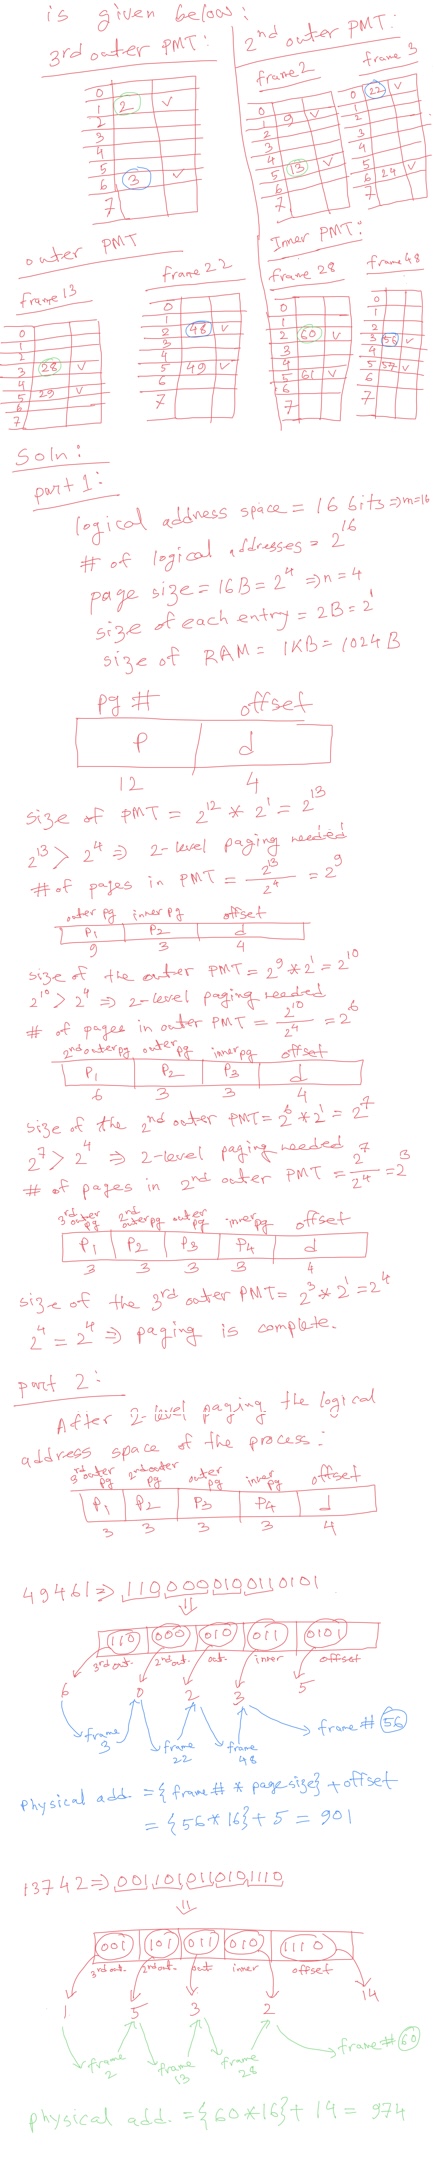 is given below:
3rd outer PMT:
0
1 2 v
2
3
4
5
6 3 v
7
2nd outer PMT:
frame 2
0
1 9 v
2
3
4
5 13 v
6
7
frame 3
0 22 v
1
2
3
4
5
6 24 v
7
outer PMT
frame 13
0
1
2
3 28 v
4
5 29 v
6
7
frame 22
0
1
2 48 v
3
4
5 49 v
6
7
Inner PMT:
frame 28
0
1
2 60 v
3
4
5 61 v
6
7
frame 48
0
1
2
3 56 v
4
5 57 v
6
7
Soln:
part 1:
logical address space = 16 bits ⇒ m=16
# of logical addresses = 2^16
page size = 16B = 2^4 ⇒ n = 4
size of each entry = 2B = 2^1
size of RAM = 1KB = 1024 B
pg # offset
P d
12 4
size of PMT = 2^12 * 2^1 = 2^13
2^13 > 2^4 ⇒ 2-level paging needed
# of pages in PMT = 2^13/2^4 = 2^9
outer pg inner pg offset
P1 P2 d
9 3 4
size of the outer PMT = 2^9 * 2^1 = 2^10
2^10 > 2^4 ⇒ 2-level paging needed
# of pages in outer PMT = 2^10/2^4 = 2^6
2nd outer pg outer pg inner pg offset
P1 P2 P3 d
6 3 3 4
size of the 2nd outer PMT = 2^6 * 2^1 = 2^7
2^7 > 2^4 ⇒ 2-level paging needed
# of pages in 2nd outer PMT = 2^7/2^4 = 2^3
3rd outer pg 2nd outer pg outer pg inner pg offset
P1 P2 P3 P4 d
3 3 3 3 4
size of the 3rd outer PMT = 2^3 * 2^1 = 2^4
2^4 = 2^4 ⇒ paging is complete.
part 2:
After 2-level paging the logical
address space of the process:
3rd outer pg 2nd outer pg outer pg inner pg offset
P1 P2 P3 P4 d
3 3 3 3 4
49461 ⇒ 1100000100110101
110 000 010 011 0101
3rd out. 2nd out. out. inner offset
6 0 2 3 5
frame 3 frame 22 frame 48 frame # 56
physical add. = {frame # * page size} + offset
= {56 * 16} + 5 = 901
13742 ⇒ 0011010110101110
001 101 011 010 1110
3rd out. 2nd out. out inner offset
1 5 3 2 14
frame 2 frame 13 frame 28 frame # 60
physical add. = {60 * 16} + 14 = 974